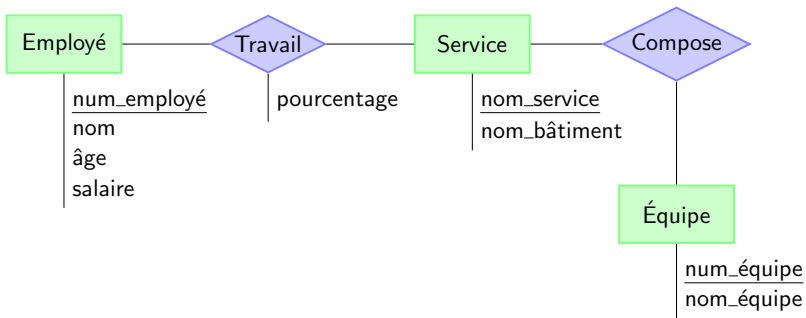 Employé
Travail
Service
Compose
num_employé
nom
âge
salaire
pourcentage
nom_service
nom_bâtiment
Équipe
num_équipe
nom_équipe